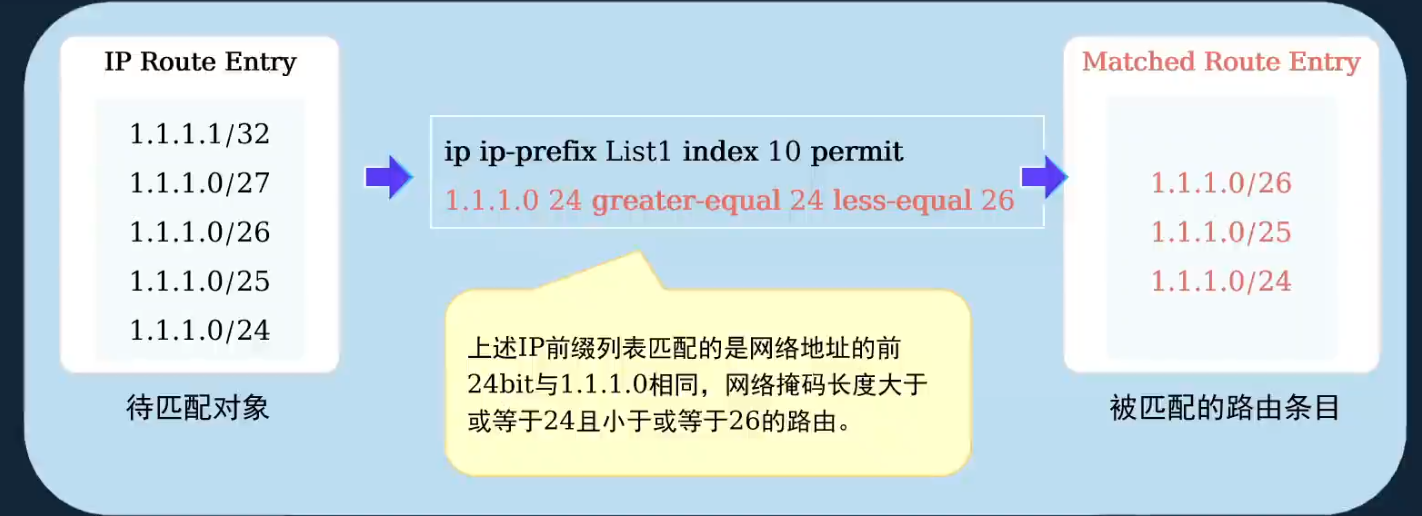 IP Route Entry
1.1.1.1/32
1.1.1.0/27
1.1.1.0/26
1.1.1.0/25
1.1.1.0/24
待匹配对象
ip ip-prefix List1 index 10 permit
1.1.1.0 24 greater-equal 24 less-equal 26
上述IP前缀列表匹配的是网络地址的前
24bit与1.1.1.0相同，网络掩码长度大于
或等于24且小于或等于26的路由。
Matched Route Entry
1.1.1.0/26
1.1.1.0/25
1.1.1.0/24
被匹配的路由条目